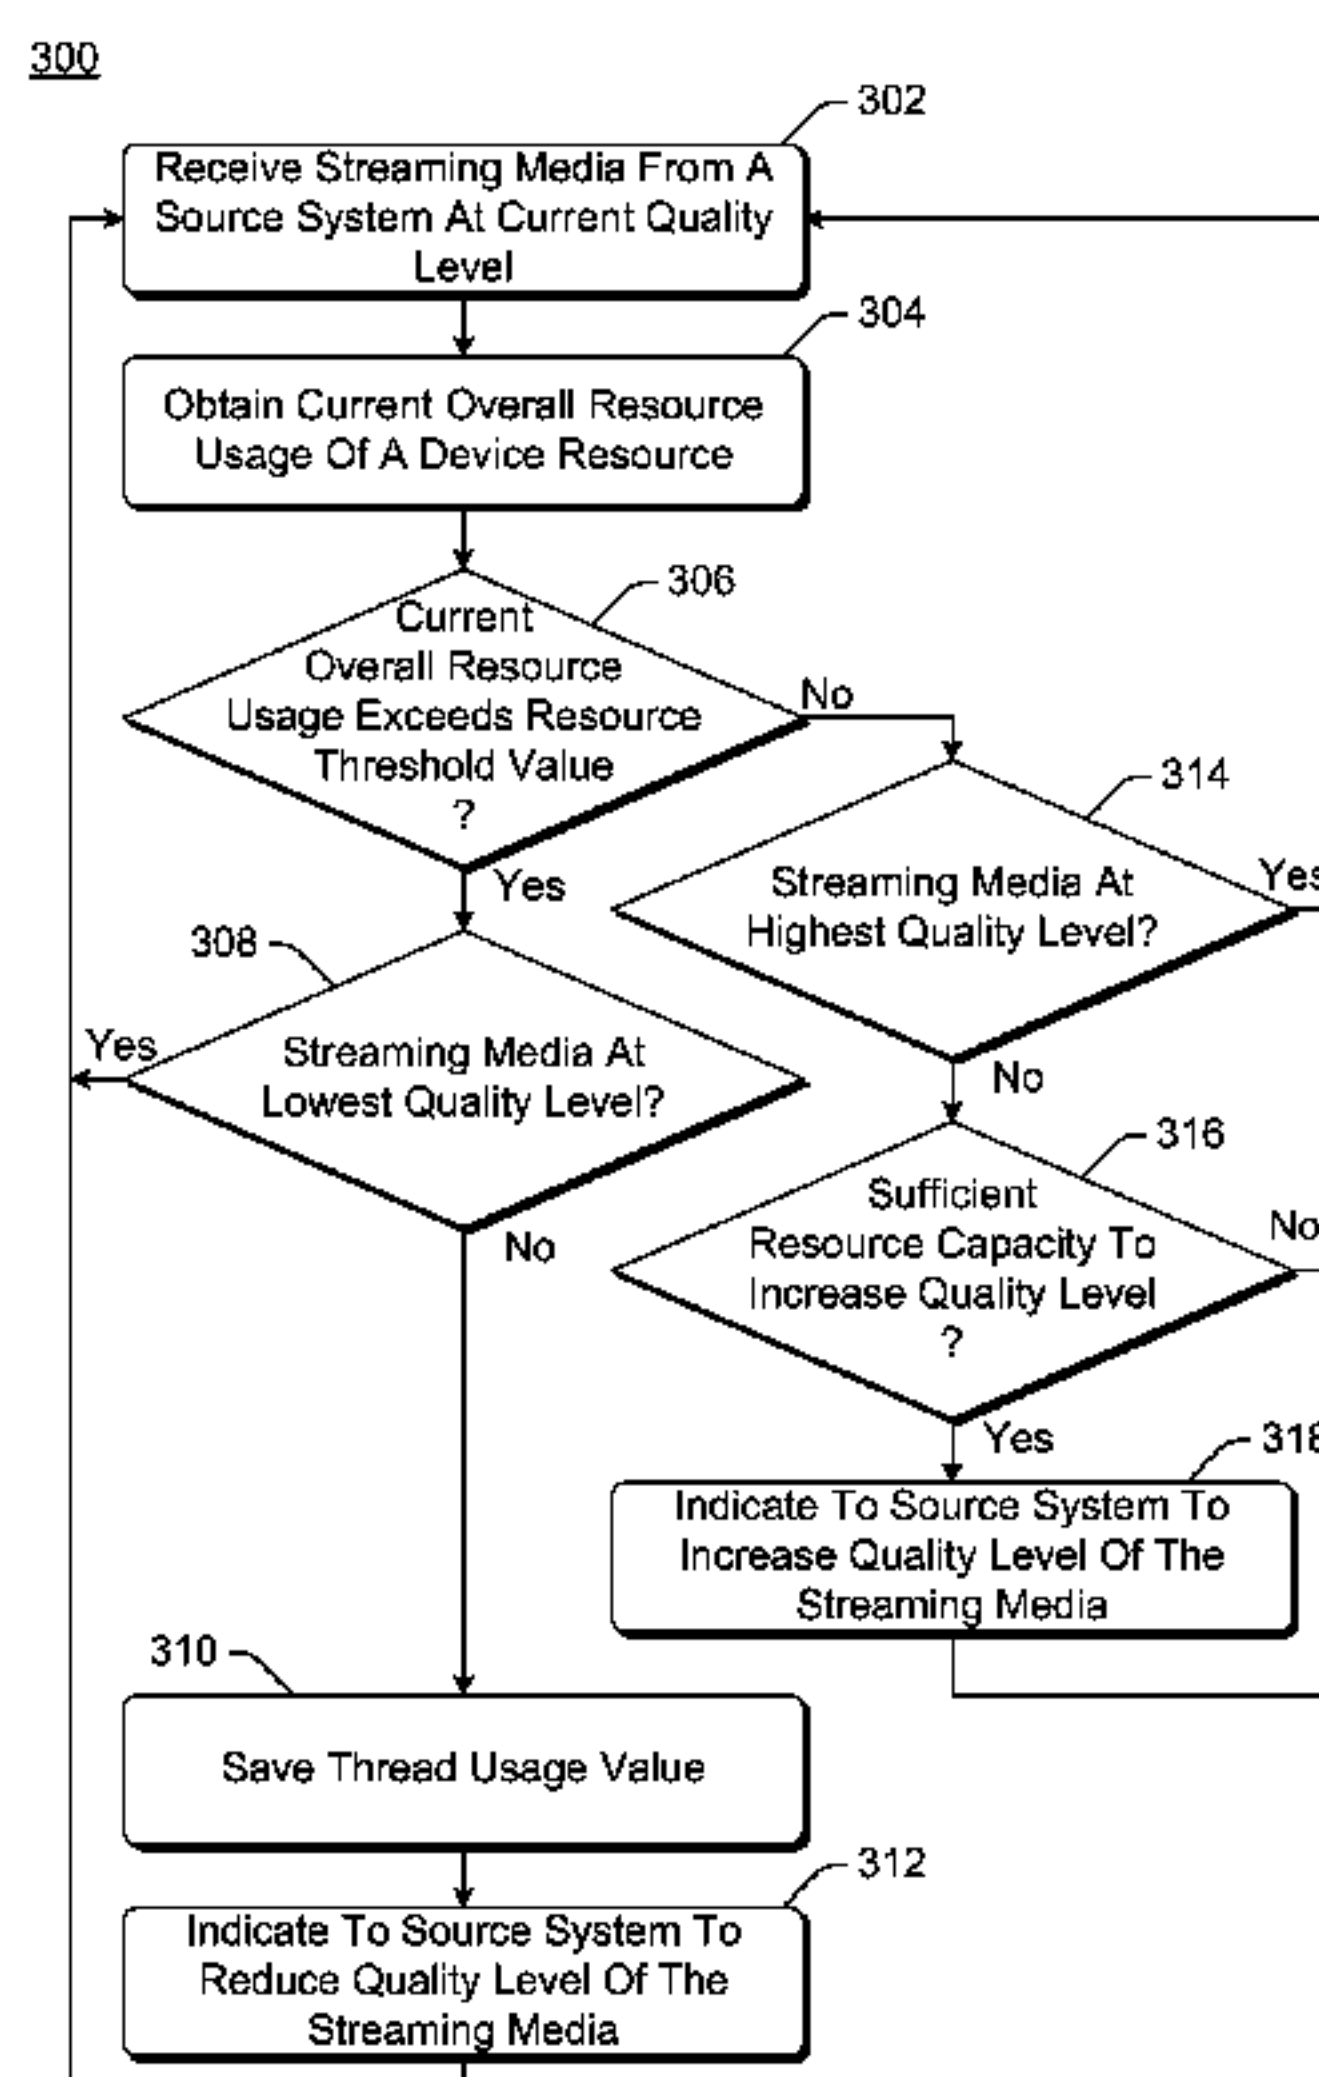 300
302
Receive Streaming Media From A
Source System At Current Quality
Level
304
Obtain Current Overall Resource
Usage Of A Device Resource
306
Current
Overall Resource
Usage Exceeds Resource
Threshold Value
?
No
Yes
314
Streaming Media At
Highest Quality Level?
Yes
No
308
Streaming Media At
Lowest Quality Level?
Yes
No
316
Sufficient
Resource Capacity To
Increase Quality Level
?
No
Yes
318
Indicate To Source System To
Increase Quality Level Of The
Streaming Media
310
Save Thread Usage Value
312
Indicate To Source System To
Reduce Quality Level Of The
Streaming Media